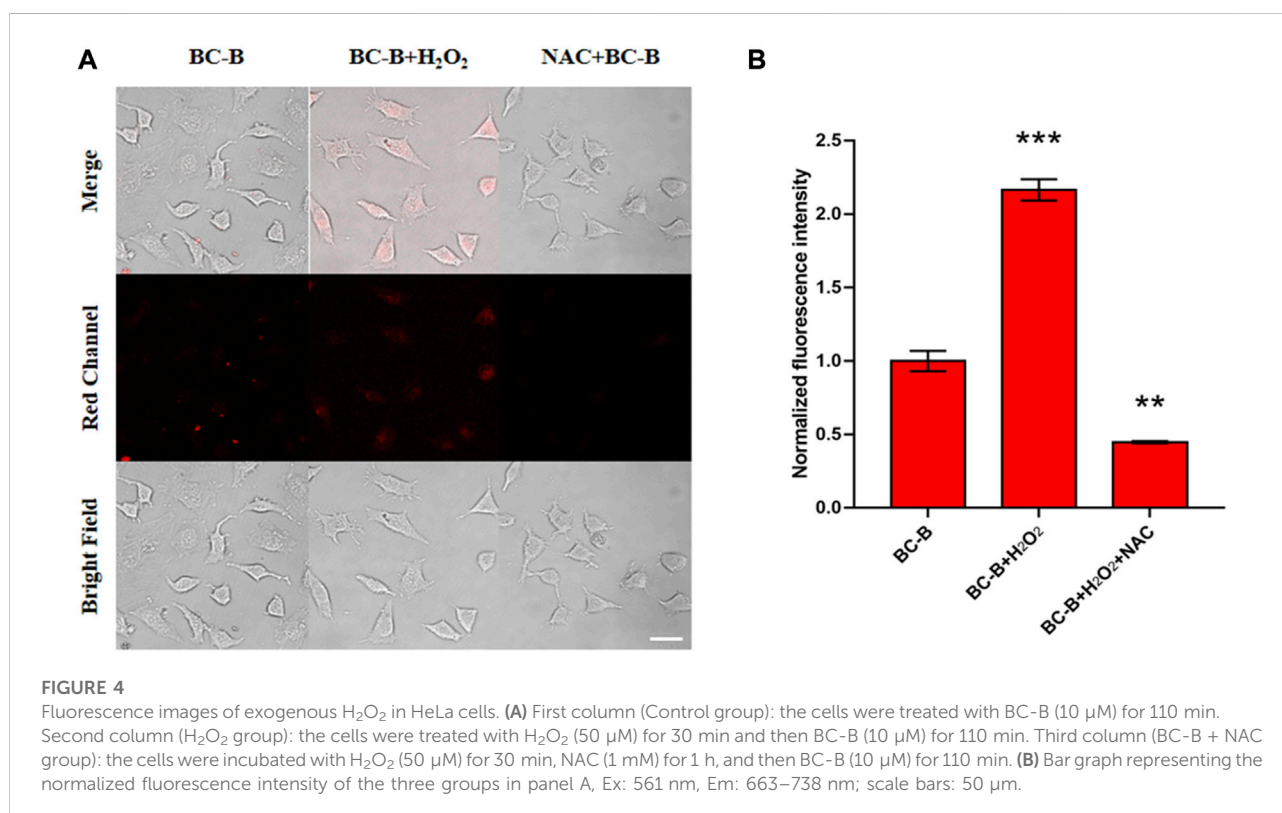 A
BC-B BC-B+H₂O₂ NAC+BC-B
Merge
Red Channel
Bright Field
B
Normalized fluorescence intensity
2.5
2.0
1.5
1.0
0.5
0.0
***
**
BC-B
BC-B+H₂O₂
BC-B+H₂O₂+NAC
FIGURE 4
Fluorescence images of exogenous H₂O₂ in HeLa cells. (A) First column (Control group): the cells were treated with BC-B (10 µM) for 110 min.
Second column (H₂O₂ group): the cells were treated with H₂O₂ (50 µM) for 30 min and then BC-B (10 µM) for 110 min. Third column (BC-B + NAC
group): the cells were incubated with H₂O₂ (50 µM) for 30 min, NAC (1 mM) for 1 h, and then BC-B (10 µM) for 110 min. (B) Bar graph representing the
normalized fluorescence intensity of the three groups in panel A, Ex: 561 nm, Em: 663–738 nm; scale bars: 50 µm.